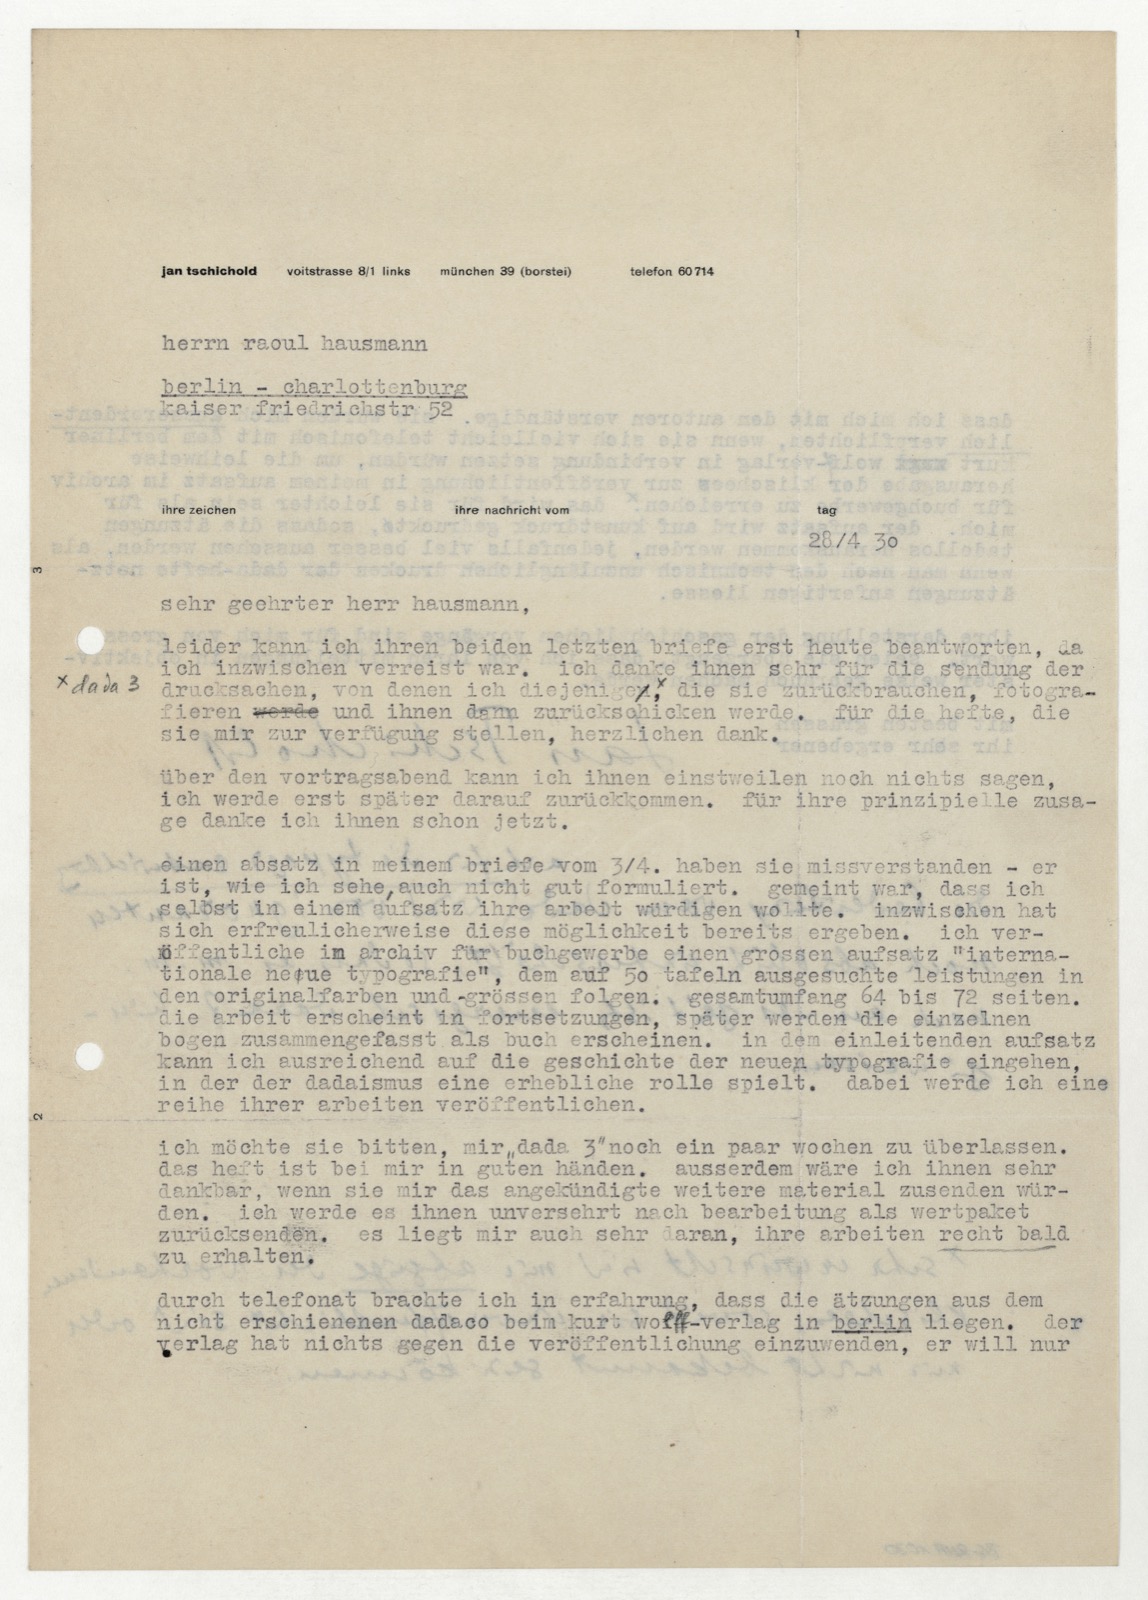 jan tschichold voitstrasse 8/1 links münchen 39 (borstei) telefon 60714
herrn raoul hausmann
berlin - charlottenburg
kaiser friedrichstr 52
ihre zeichen ihre nachricht vom tag
28/4 30
3
sehr geehrter herr hausmann,
leider kann ich ihren beiden letzten briefe erst heute beantworten, da
ich inzwischen verreist war. ich danke ihnen sehr für die sendung der
x dada 3
drucksachen, von denen ich diejenige,x die sie zurückbrauchen, fotogra-
fieren werde und ihnen dann zurückschicken werde. für die hefte, die
sie mir zur verfügung stellen, herzlichen dank.
über den vortragsabend kann ich ihnen einstweilen noch nichts sagen,
ich werde erst später darauf zurückkommen. für ihre prinzipielle zusa-
ge danke ich ihnen schon jetzt.
einen absatz in meinem briefe vom 3/4. haben sie missverstanden - er
ist, wie ich sehe, auch nicht gut formuliert. gemeint war, dass ich
selbst in einem aufsatz ihre arbeit würdigen wollte. inzwischen hat
sich erfreulicherweise diese möglichkeit bereits ergeben. ich ver-
öffentliche im archiv für buchgewerbe einen grossen aufsatz "interna-
tionale neue typografie", dem auf 50 tafeln ausgesuchte leistungen in
den originalfarben und -grössen folgen. gesamtumfang 64 bis 72 seiten.
die arbeit erscheint in fortsetzungen, später werden die einzelnen
bogen zusammengefasst als buch erscheinen. in dem einleitenden aufsatz
kann ich ausreichend auf die geschichte der neuen typografie eingehen,
in der der dadaismus eine erhebliche rolle spielt. dabei werde ich eine
reihe ihrer arbeiten veröffentlichen.
2
ich möchte sie bitten, mir „dada 3" noch ein paar wochen zu überlassen.
das heft ist bei mir in guten händen. ausserdem wäre ich ihnen sehr
dankbar, wenn sie mir das angekündigte weitere material zusenden wür-
den. ich werde es ihnen unversehrt nach bearbeitung als wertpaket
zurücksenden. es liegt mir auch sehr daran, ihre arbeiten recht bald
zu erhalten.
durch telefonat brachte ich in erfahrung, dass die ätzungen aus dem
nicht erschienenen dadaco beim kurt wolff-verlag in berlin liegen. der
verlag hat nichts gegen die veröffentlichung einzuwenden, er will nur